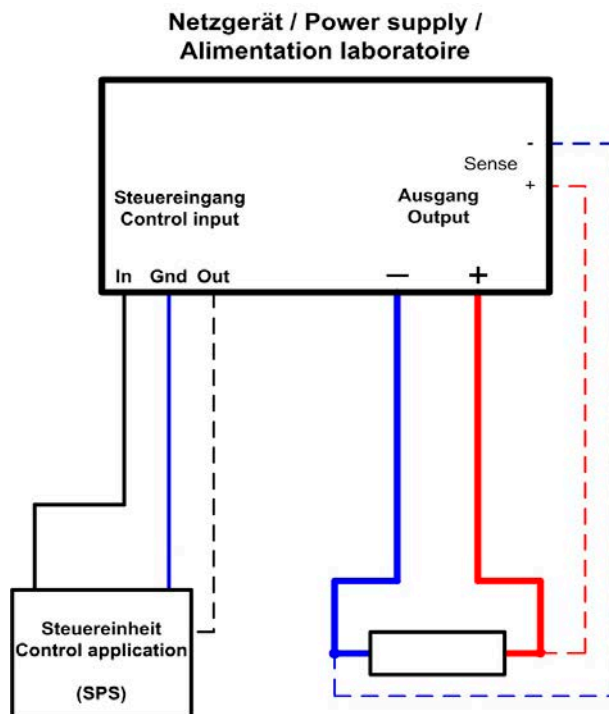 Netzgerät / Power supply /
Alimentation laboratoire
-
Sense
+
Steuereingang
Control input
Ausgang
Output
In Gnd Out
— +
Steuereinheit
Control application
(SPS)